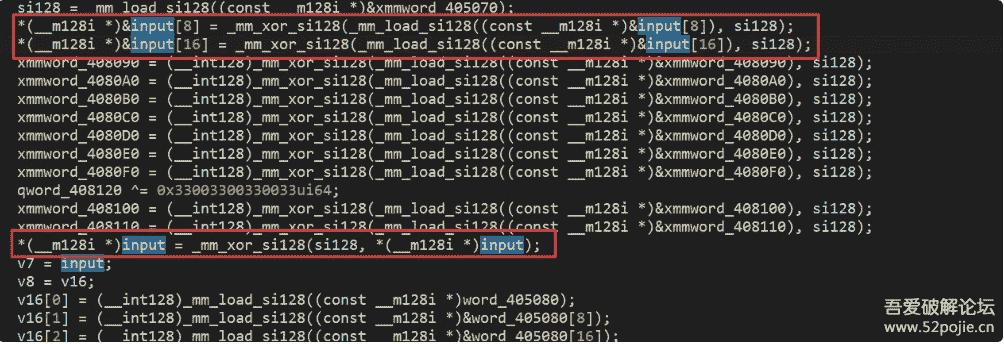 si128 = _mm_load_si128((const __m128i *)&xmmword_405070);
*(__m128i *)&input[8] = _mm_xor_si128(_mm_load_si128((const __m128i *)&input[8]), si128);
*(__m128i *)&input[16] = _mm_xor_si128(_mm_load_si128((const __m128i *)&input[16]), si128);
xmmword_408090 = (__int128)_mm_xor_si128(_mm_load_si128((const __m128i *)&xmmword_408090), si128);
xmmword_4080A0 = (__int128)_mm_xor_si128(_mm_load_si128((const __m128i *)&xmmword_4080A0), si128);
xmmword_4080B0 = (__int128)_mm_xor_si128(_mm_load_si128((const __m128i *)&xmmword_4080B0), si128);
xmmword_4080C0 = (__int128)_mm_xor_si128(_mm_load_si128((const __m128i *)&xmmword_4080C0), si128);
xmmword_4080D0 = (__int128)_mm_xor_si128(_mm_load_si128((const __m128i *)&xmmword_4080D0), si128);
xmmword_4080E0 = (__int128)_mm_xor_si128(_mm_load_si128((const __m128i *)&xmmword_4080E0), si128);
xmmword_4080F0 = (__int128)_mm_xor_si128(_mm_load_si128((const __m128i *)&xmmword_4080F0), si128);
qword_408120 ^= 0x33003300330033ui64;
xmmword_408100 = (__int128)_mm_xor_si128(_mm_load_si128((const __m128i *)&xmmword_408100), si128);
xmmword_408110 = (__int128)_mm_xor_si128(_mm_load_si128((const __m128i *)&xmmword_408110), si128);
*(__m128i *)input = _mm_xor_si128(si128, *(__m128i *)input);
v7 = input;
v8 = v16;
v16[0] = (__int128)_mm_load_si128((const __m128i *)word_405080);
v16[1] = (__int128)_mm_load_si128((const __m128i *)&word_405080[8]);
v16[2] = (__int128)_mm_load_si128((const __m128i *)&word_405080[16]);
吾爱破解论坛
www.52pojie.cn